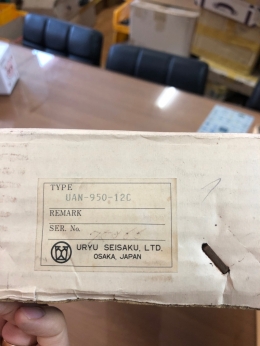 TYPE
UAN-950-12C
REMARK
SER. No.
URYU SEISAKU, LTD.
OSAKA, JAPAN